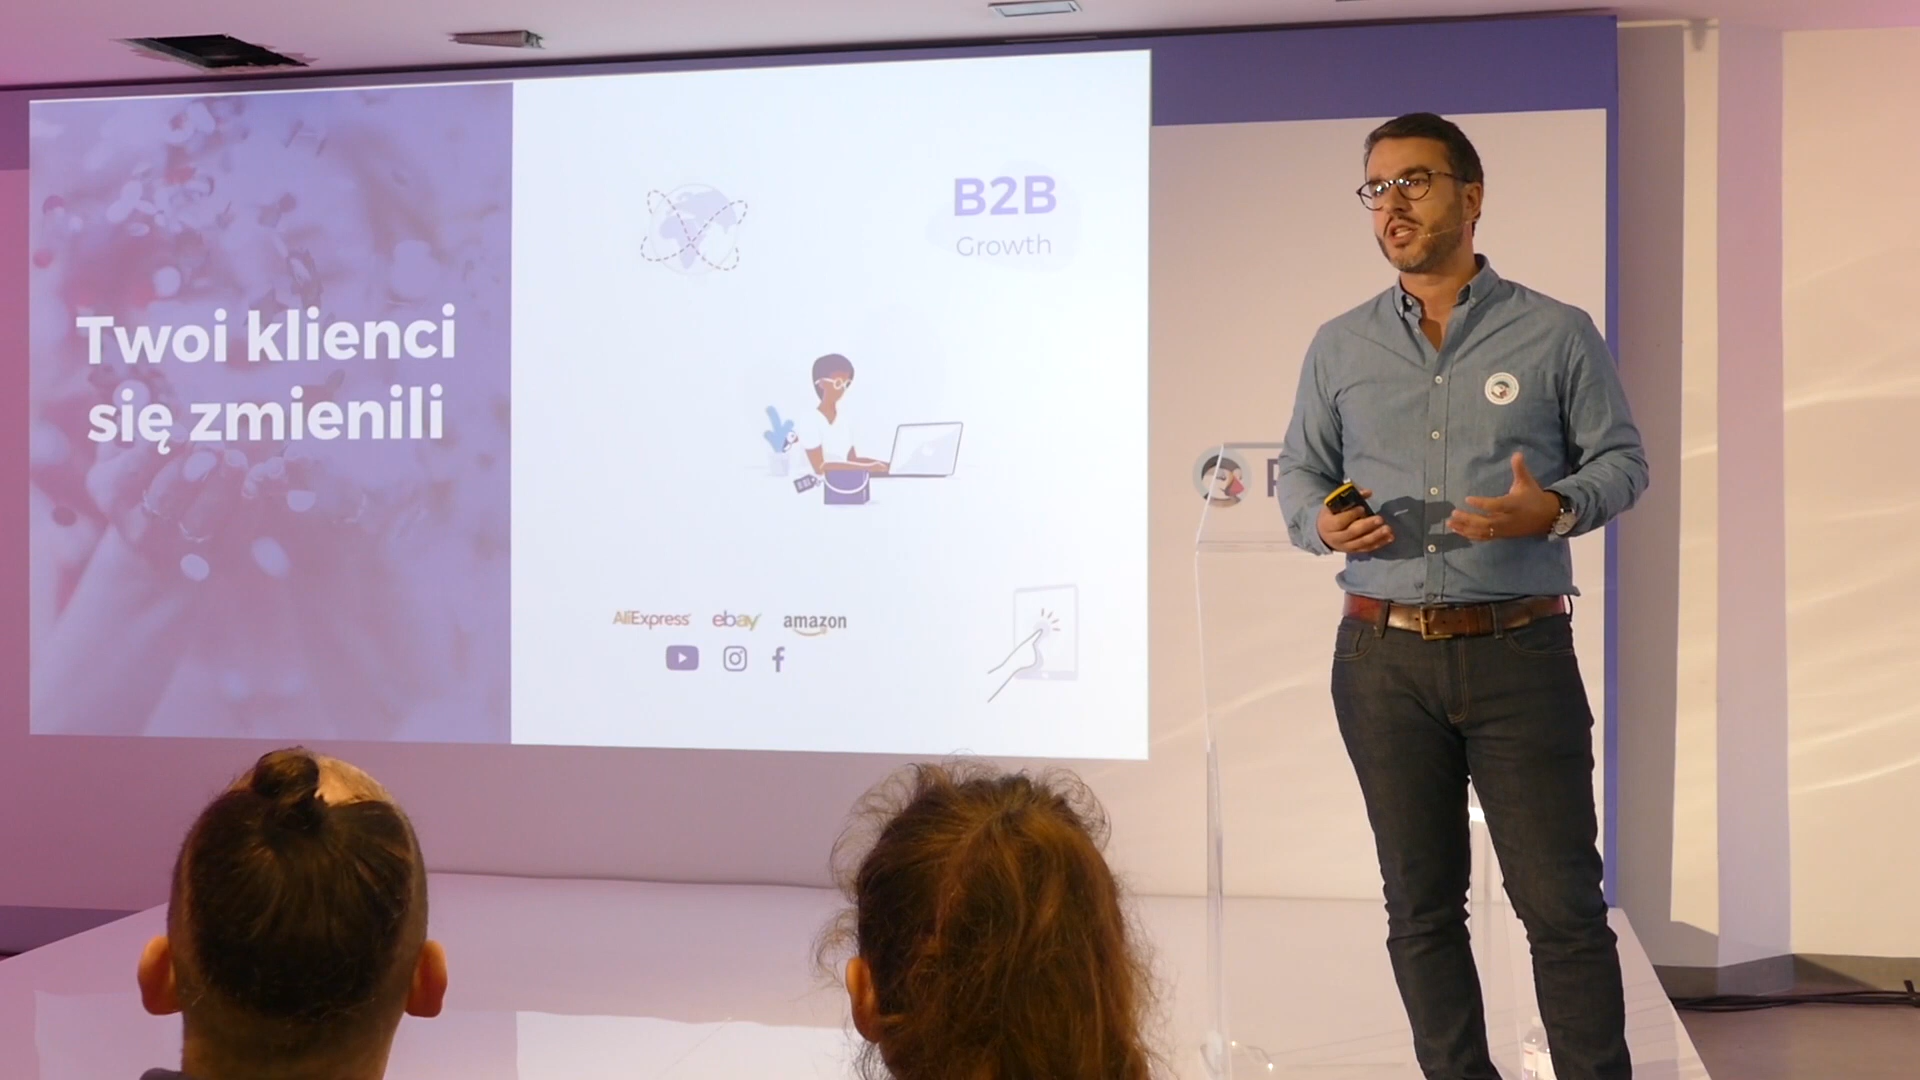 Twoi klienci
się zmienili
B2B
Growth
AliExpress
ebay
amazon